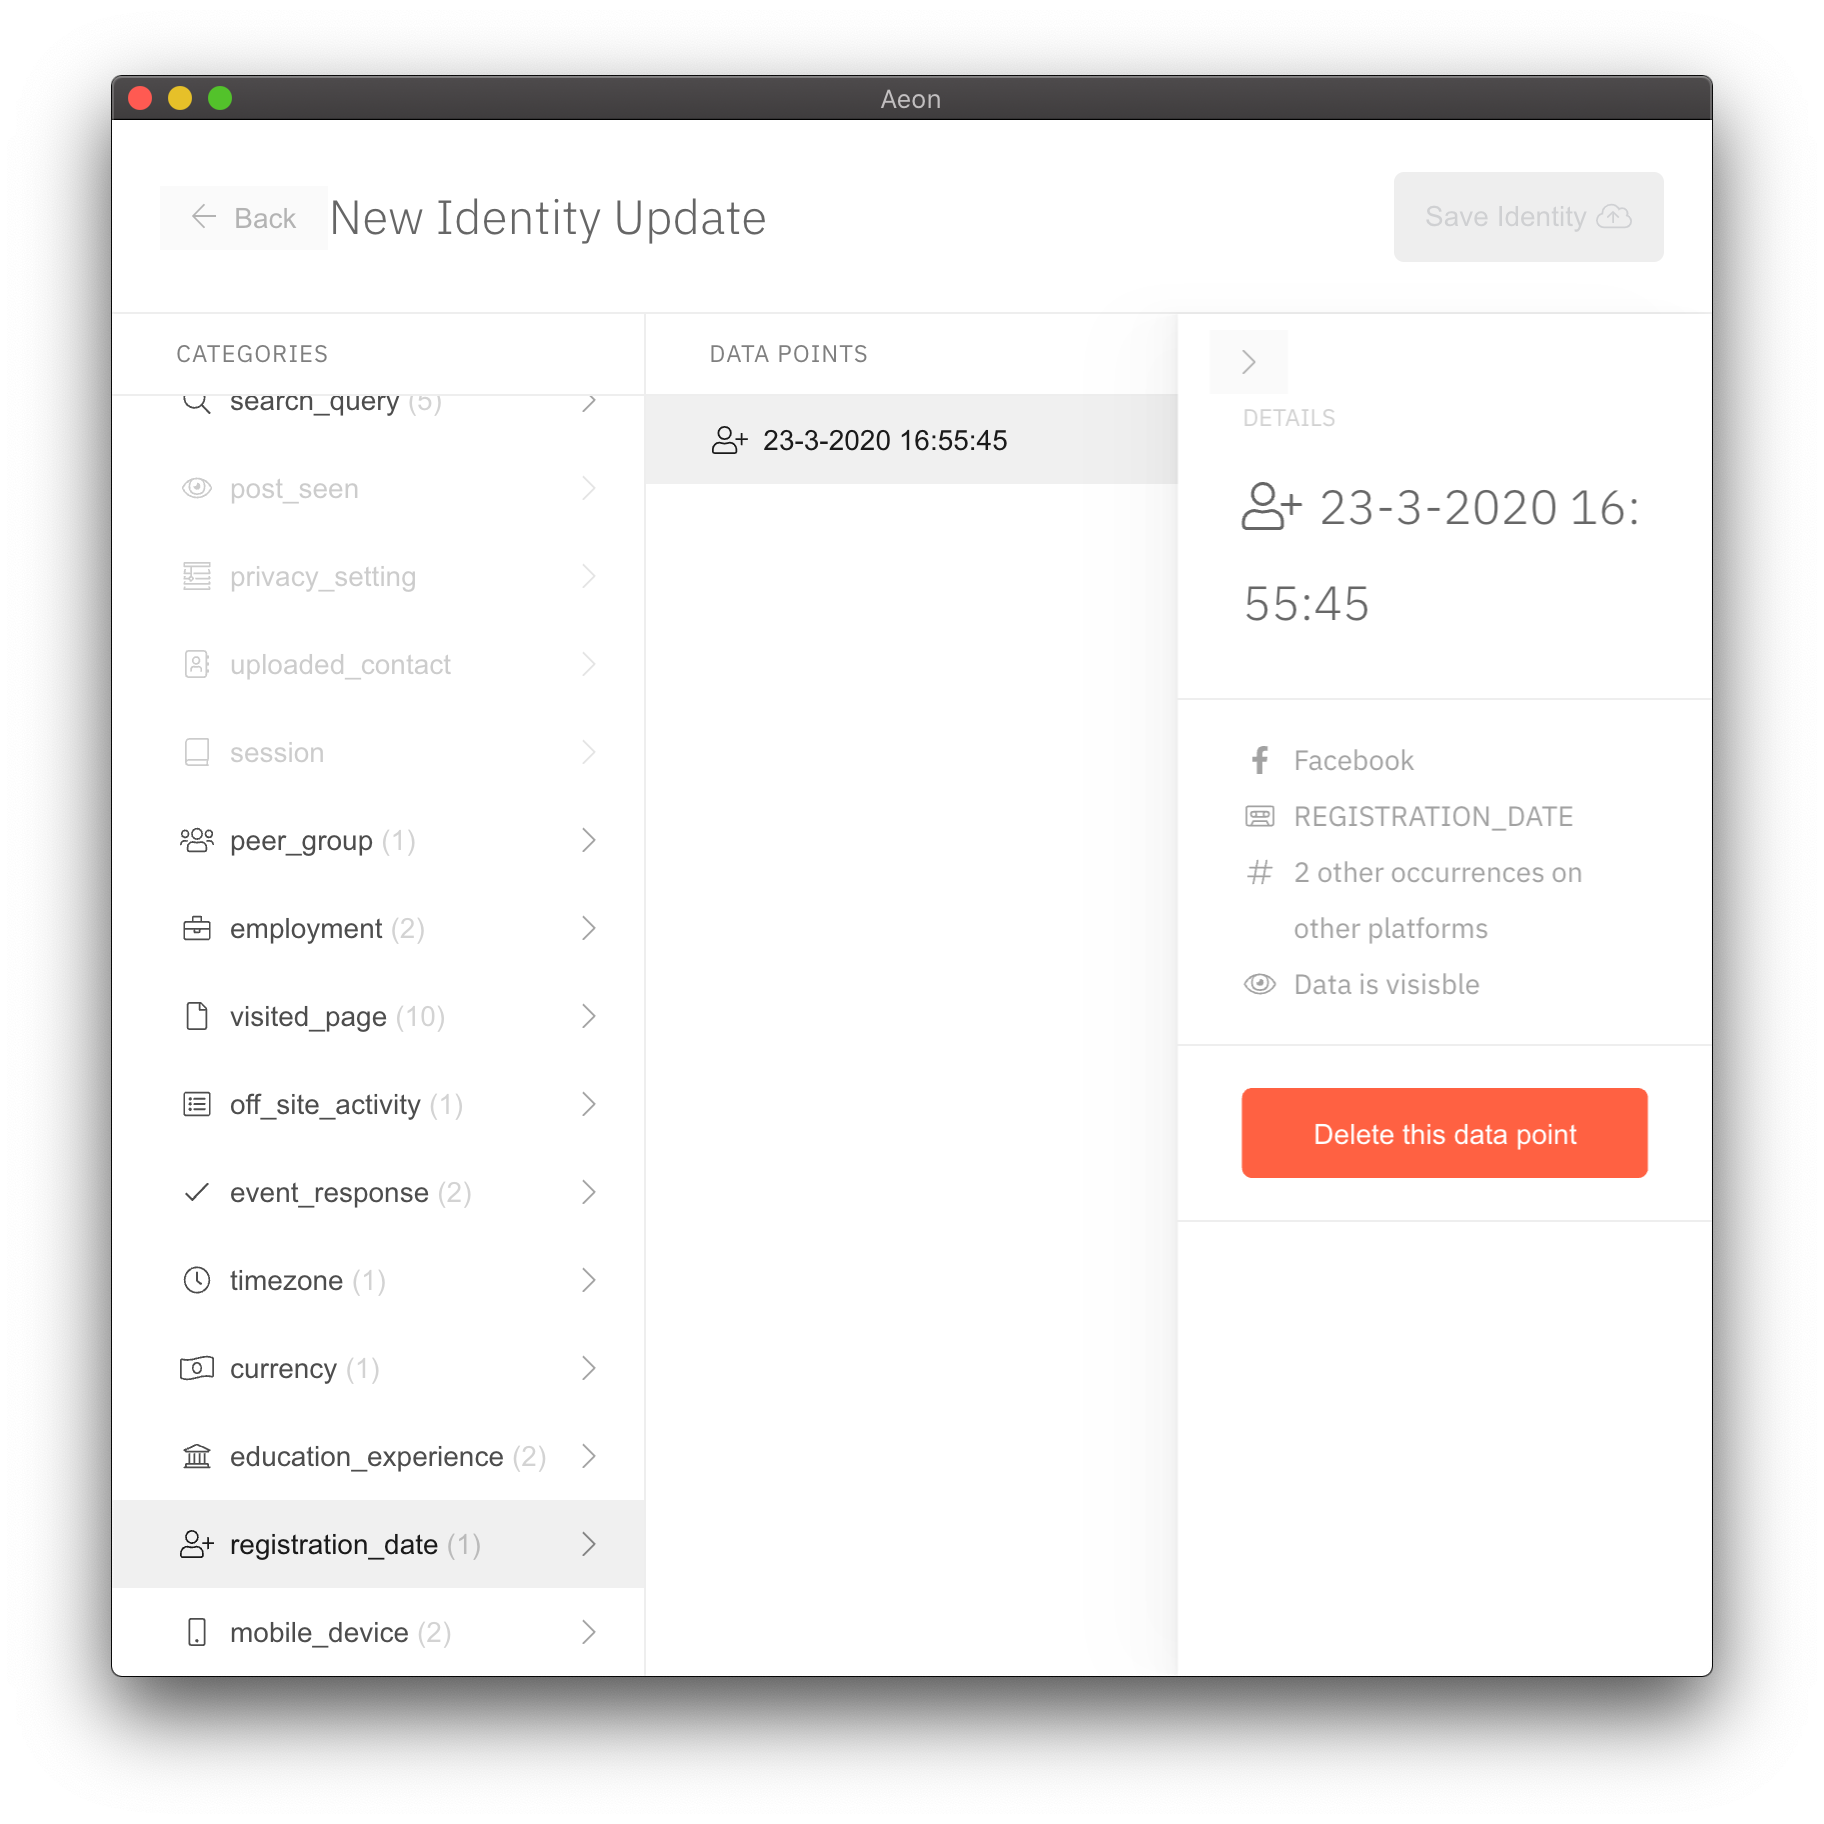 Aeon
Back
New Identity Update
Save Identity
CATEGORIES
search_query (5)
post_seen
privacy_setting
uploaded_contact
session
peer_group (1)
employment (2)
visited_page (10)
off_site_activity (1)
event_response (2)
timezone (1)
currency (1)
education_experience (2)
registration_date (1)
mobile_device (2)
DATA POINTS
23-3-2020 16:55:45
DETAILS
23-3-2020 16:
55:45
Facebook
REGISTRATION_DATE
# 2 other occurrences on
other platforms
Data is visisble
Delete this data point